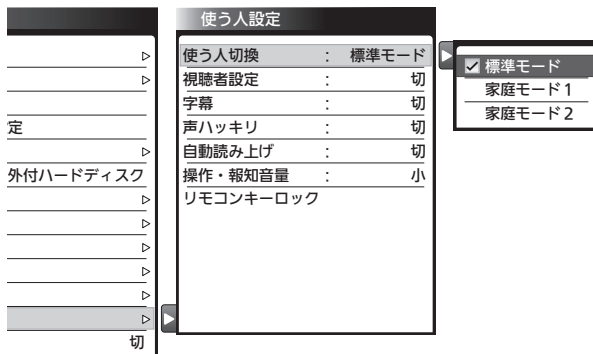 定
外付ハードディスク
切
使う人設定
使う人切換 : 標準モード
視聴者設定 : 切
字幕 : 切
声ハッキリ : 切
自動読み上げ : 切
操作・報知音量 : 小
リモコンキーロック
標準モード
家庭モード1
家庭モード2